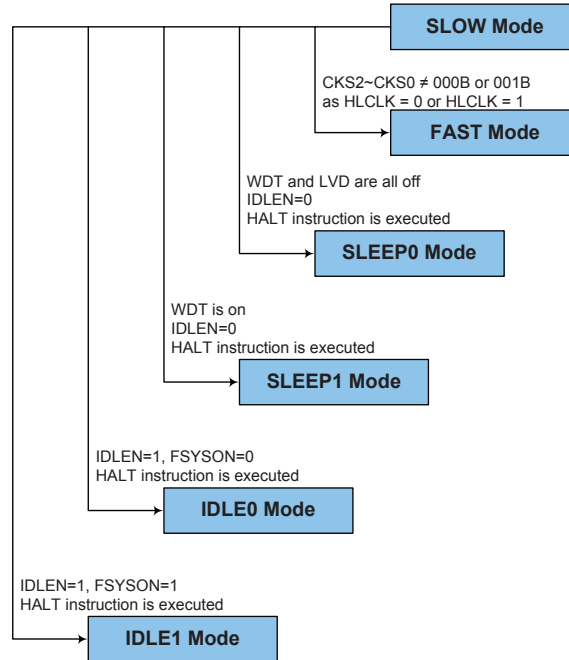 SLOW Mode
CKS2~CKS0 ≠ 000B or 001B
as HLCLK = 0 or HLCLK = 1
FAST Mode
WDT and LVD are all off
IDLEN=0
HALT instruction is executed
SLEEP0 Mode
WDT is on
IDLEN=0
HALT instruction is executed
SLEEP1 Mode
IDLEN=1, FSYSON=0
HALT instruction is executed
IDLE0 Mode
IDLEN=1, FSYSON=1
HALT instruction is executed
IDLE1 Mode